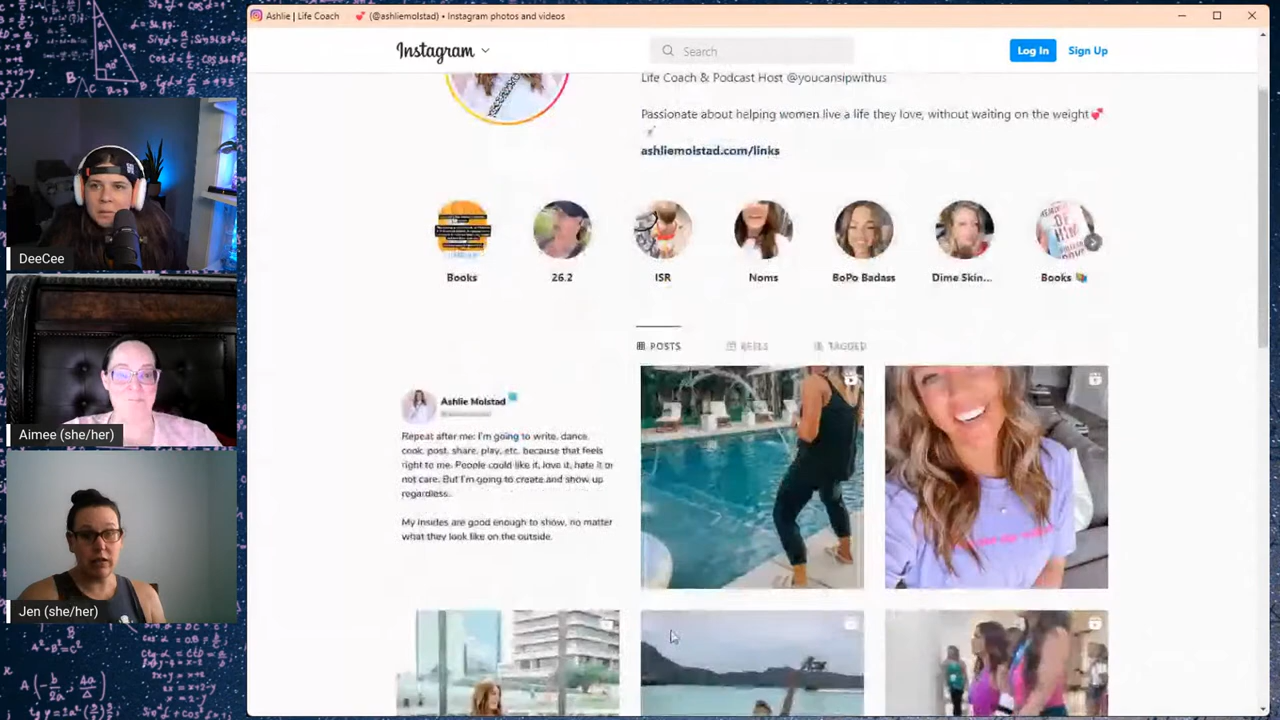 Ashlie | Life Coach 💕 (@ashliemolstad) • Instagram photos and videos
Instagram
Search
Log In
Sign Up
Life Coach & Podcast Host @youcansipwithus
Passionate about helping women live a life they love, without waiting on the weight💕
ashliemolstad.com/links
Books
26.2
ISR
Noms
BoPo Badass
Dime Skin...
Books 📚
POSTS
REELS
TAGGED
Ashlie Molstad
Repeat after me: I'm going to write, dance,
cook, post, share, play, etc. because that feels
right to me. People could like it, love it, hate it or
not care. But I'm going to create and show up
regardless.
My insides are good enough to show, no matter
what they look like on the outside.
DeeCee
Aimee (she/her)
Jen (she/her)